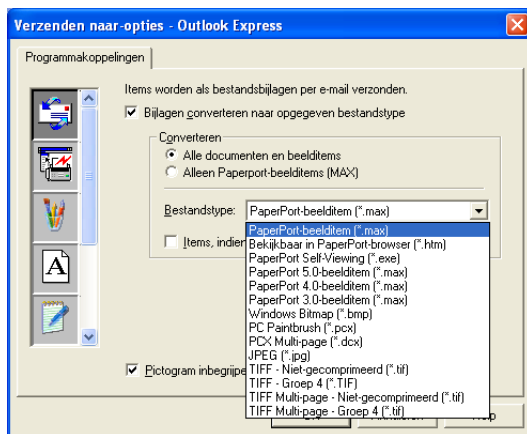 Verzenden naar-opties - Outlook Express
Programmakoppelingen
Items worden als bestandsbijlagen per e-mail verzonden.
Bijlagen converteren naar opgegeven bestandstype
Converteren
Alle documenten en beelditems
Alleen Paperport-beelditems (MAX)
Bestandstype: PaperPort-beelditem (*.max)
PaperPort-beelditem (*.max)
Items, indien
Bekijkbaar in PaperPort-browser (*.htm)
PaperPort Self-Viewing (*.exe)
PaperPort 5.0-beelditem (*.max)
PaperPort 4.0-beelditem (*.max)
PaperPort 3.0-beelditem (*.max)
Windows Bitmap (*.bmp)
PC Paintbrush (*.pcx)
PCX Multi-page (*.dcx)
JPEG (*.jpg)
TIFF - Niet-gecomprimeerd (*.tif)
Pictogram inbegrepe
TIFF - Groep 4 (*.TIF)
TIFF Multi-page - Niet-gecomprimeerd (*.tif)
TIFF Multi-page - Groep 4 (*.tif)